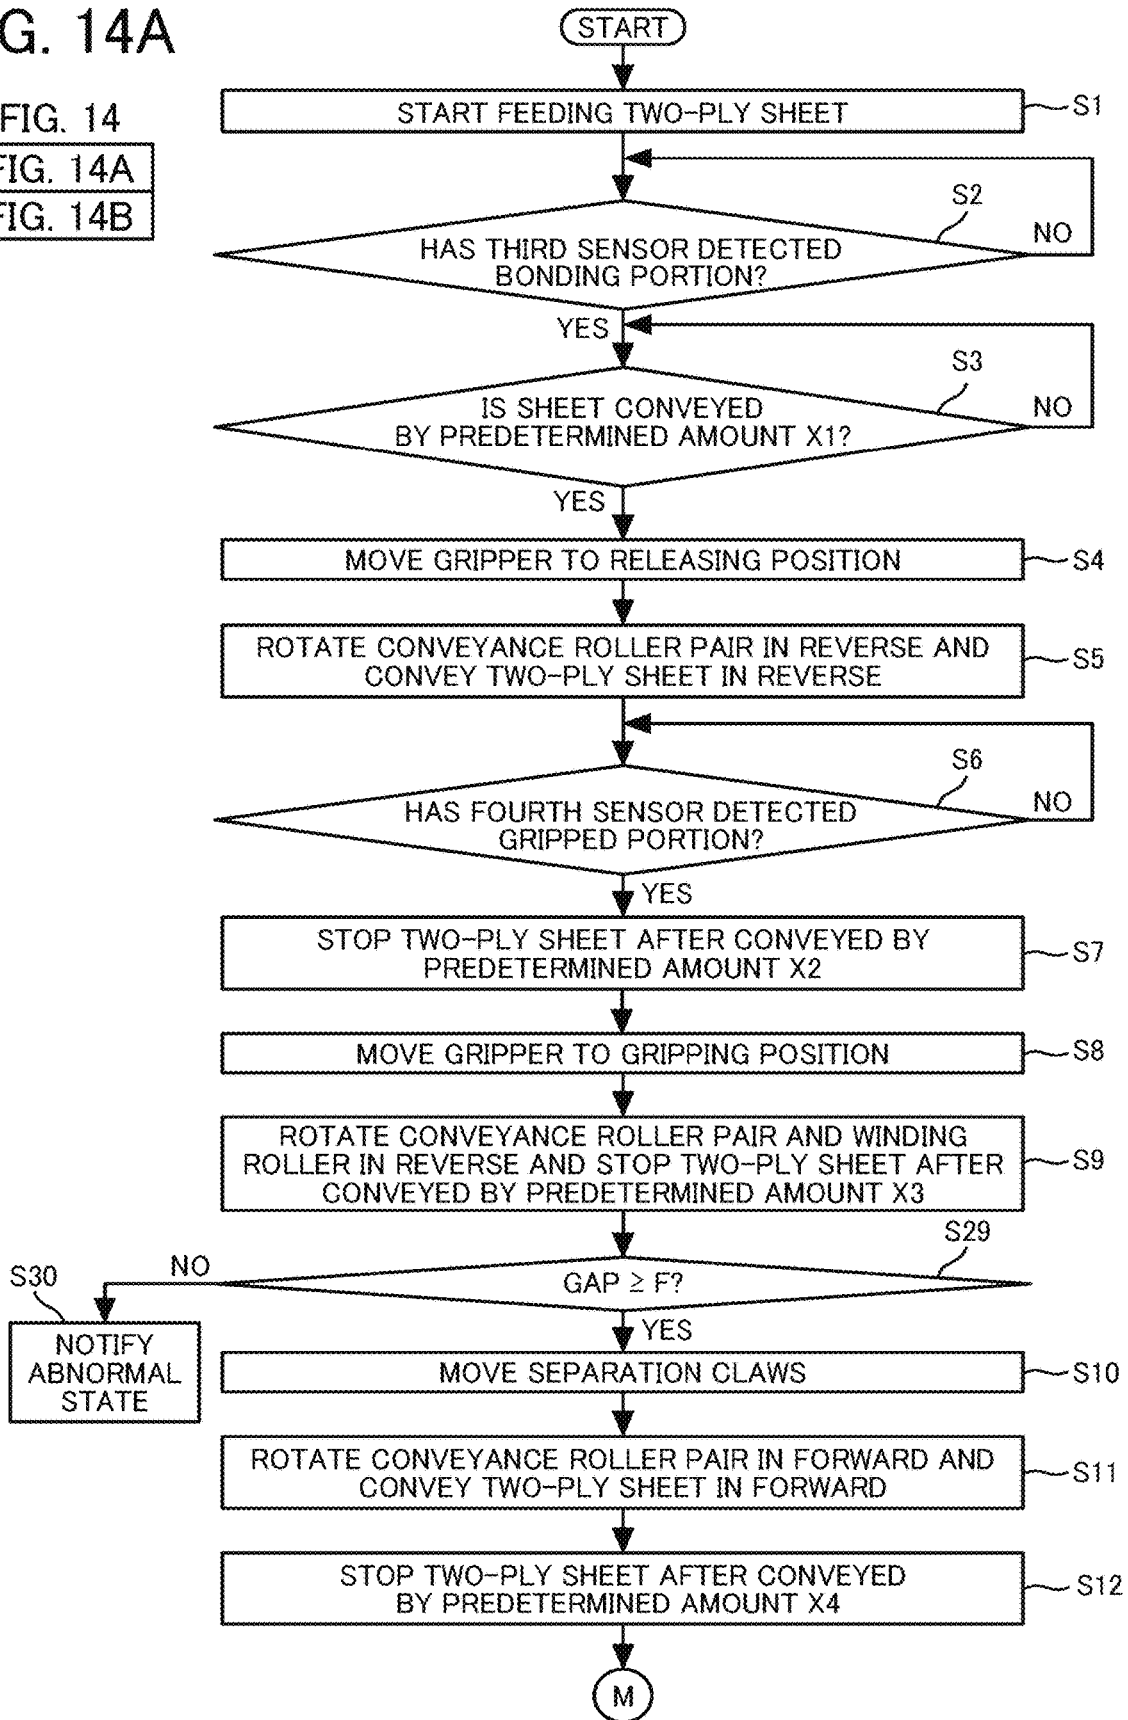 G. 14A
FIG. 14
FIG. 14A
FIG. 14B
START
START FEEDING TWO-PLY SHEET
S1
S2
HAS THIRD SENSOR DETECTED
BONDING PORTION?
NO
YES
S3
IS SHEET CONVEYED
BY PREDETERMINED AMOUNT X1?
NO
YES
MOVE GRIPPER TO RELEASING POSITION
S4
ROTATE CONVEYANCE ROLLER PAIR IN REVERSE AND
CONVEY TWO-PLY SHEET IN REVERSE
S5
S6
HAS FOURTH SENSOR DETECTED
GRIPPED PORTION?
NO
YES
STOP TWO-PLY SHEET AFTER CONVEYED BY
PREDETERMINED AMOUNT X2
S7
MOVE GRIPPER TO GRIPPING POSITION
S8
ROTATE CONVEYANCE ROLLER PAIR AND WINDING
ROLLER IN REVERSE AND STOP TWO-PLY SHEET AFTER
CONVEYED BY PREDETERMINED AMOUNT X3
S9
S29
GAP ≥ F?
NO
S30
NOTIFY
ABNORMAL
STATE
YES
MOVE SEPARATION CLAWS
S10
ROTATE CONVEYANCE ROLLER PAIR IN FORWARD AND
CONVEY TWO-PLY SHEET IN FORWARD
S11
STOP TWO-PLY SHEET AFTER CONVEYED
BY PREDETERMINED AMOUNT X4
S12
M